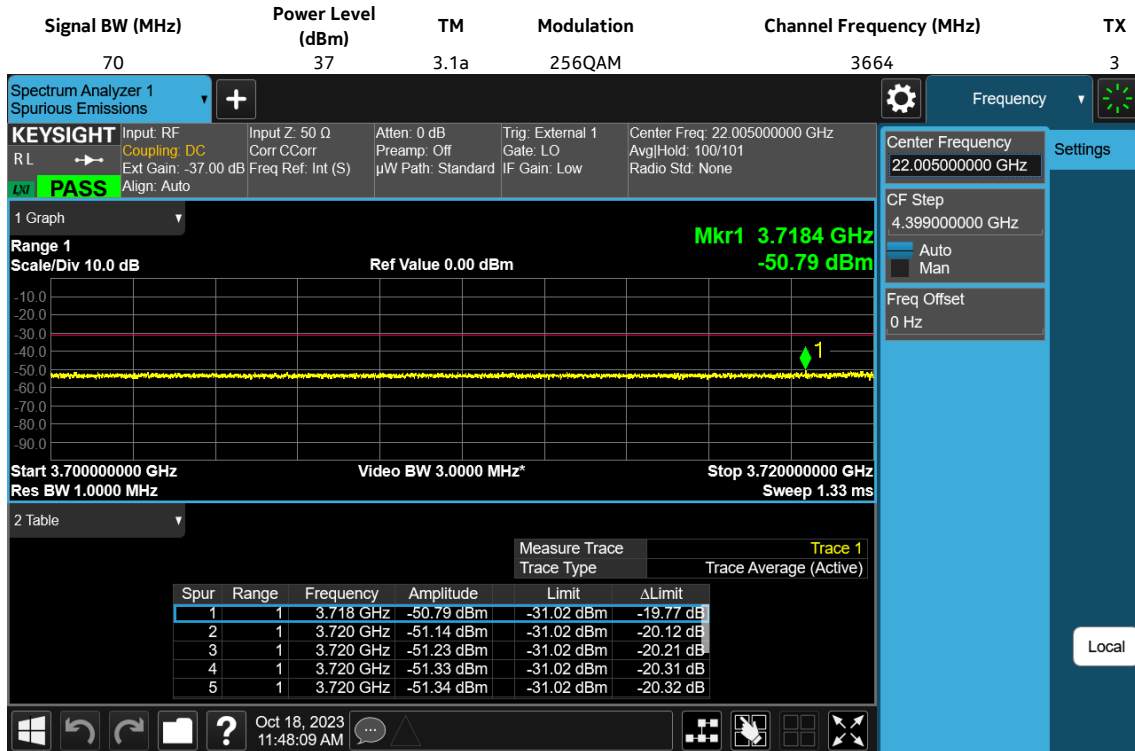 Signal BW (MHz) Power Level (dBm) TM Modulation Channel Frequency (MHz) TX
70 37 3.1a 256QAM 3664 3
Spectrum Analyzer 1
Spurious Emissions
▼
+
Frequency ▼
KEYSIGHT
R L
LXI PASS
Input: RF
Coupling: DC
Ext Gain: -37.00 dB
Align: Auto
Input Z: 50 Ω
Corr CCorr
Freq Ref: Int (S)
Atten: 0 dB
Preamp: Off
µW Path: Standard
Trig: External 1
Gate: LO
IF Gain: Low
Center Freq: 22.005000000 GHz
Avg|Hold: 100/101
Radio Std: None
Center Frequency
22.005000000 GHz
Settings
CF Step
4.399000000 GHz
Auto
Man
Freq Offset
0 Hz
1 Graph ▼
Range 1
Scale/Div 10.0 dB
Ref Value 0.00 dBm
Mkr1 3.7184 GHz
-50.79 dBm
-10.0
-20.0
-30.0
-40.0
-50.0
-60.0
-70.0
-80.0
-90.0
1
Start 3.700000000 GHz Video BW 3.0000 MHz* Stop 3.720000000 GHz
Res BW 1.0000 MHz Sweep 1.33 ms
2 Table ▼
Measure Trace Trace 1
Trace Type Trace Average (Active)
Spur Range Frequency Amplitude Limit ΔLimit
1 1 3.718 GHz -50.79 dBm -31.02 dBm -19.77 dB
2 1 3.720 GHz -51.14 dBm -31.02 dBm -20.12 dB
3 1 3.720 GHz -51.23 dBm -31.02 dBm -20.21 dB
4 1 3.720 GHz -51.33 dBm -31.02 dBm -20.31 dB
5 1 3.720 GHz -51.34 dBm -31.02 dBm -20.32 dB
Local
?
Oct 18, 2023
11:48:09 AM